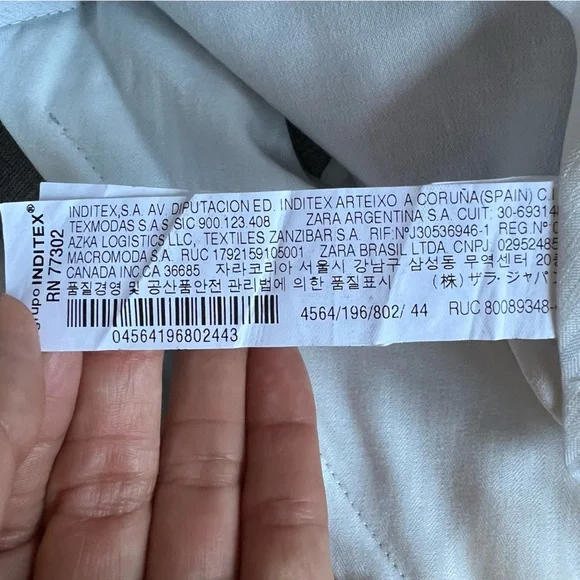 grupo INDITEX®
RN 77302
INDITEX,S.A. AV. DIPUTACION ED. INDITEX ARTEIXO A CORUÑA(SPAIN) C.I
TEXMODAS S A S SIC 900 123 408 ZARA ARGENTINA S.A. CUIT: 30-693148
AZKA LOGISTICS LLC, TEXTILES ZANZIBAR S.A. RIF:NºJ30536946-1 REG.Nº
MACROMODA S.A. RUC 1792159105001 ZARA BRASIL LTDA. CNPJ. 02952485
CANADA INC CA 36685 자라코리아 서울시 강남구 삼성동 무역센터 20층
품질경영 및 공산품안전 관리법에 의한 품질표시 (株) ザラ・ジャパン
4564/196/802/ 44 RUC 80089348-
04564196802443